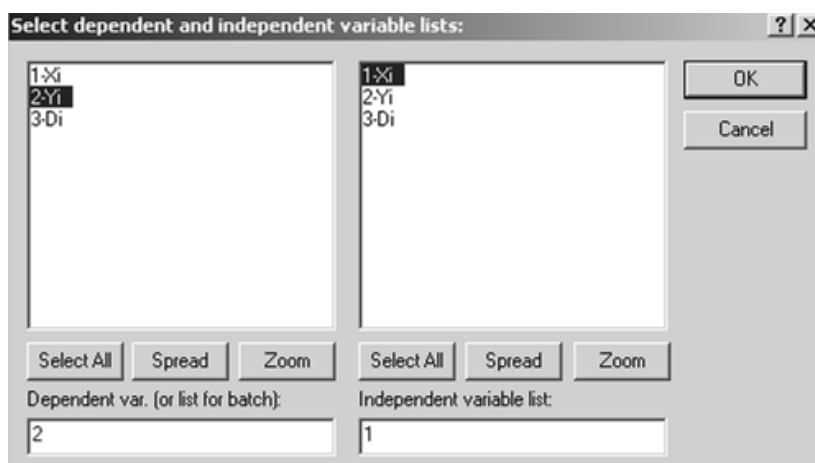 Select dependent and independent variable lists:
? X
1-Xi
2-Yi
3-Di
1-Xi
2-Yi
3-Di
OK
Cancel
Select All Spread Zoom
Select All Spread Zoom
Dependent var. (or list for batch):
Independent variable list:
2
1